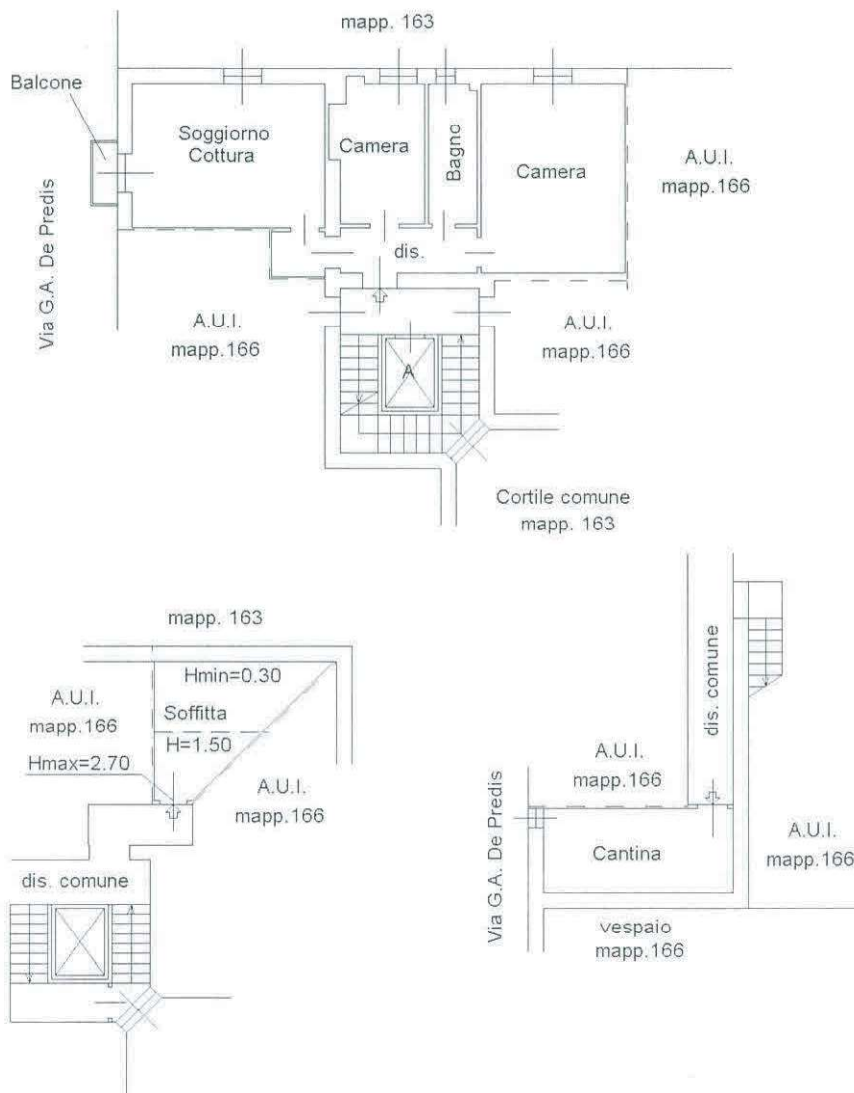 mapp. 163
Balcone
Soggiorno
Cottura
Camera
Bagno
Camera
A.U.I.
mapp.166
Via G.A. De Predis
dis.
A.U.I.
mapp.166
A.U.I.
mapp.166
A
Cortile comune
mapp. 163
mapp. 163
Hmin=0.30
A.U.I.
mapp.166
Soffitta
H=1.50
Hmax=2.70
A.U.I.
mapp.166
dis. comune
dis. comune
A.U.I.
mapp.166
Via G.A. De Predis
Cantina
A.U.I.
mapp.166
vespaio
mapp.166